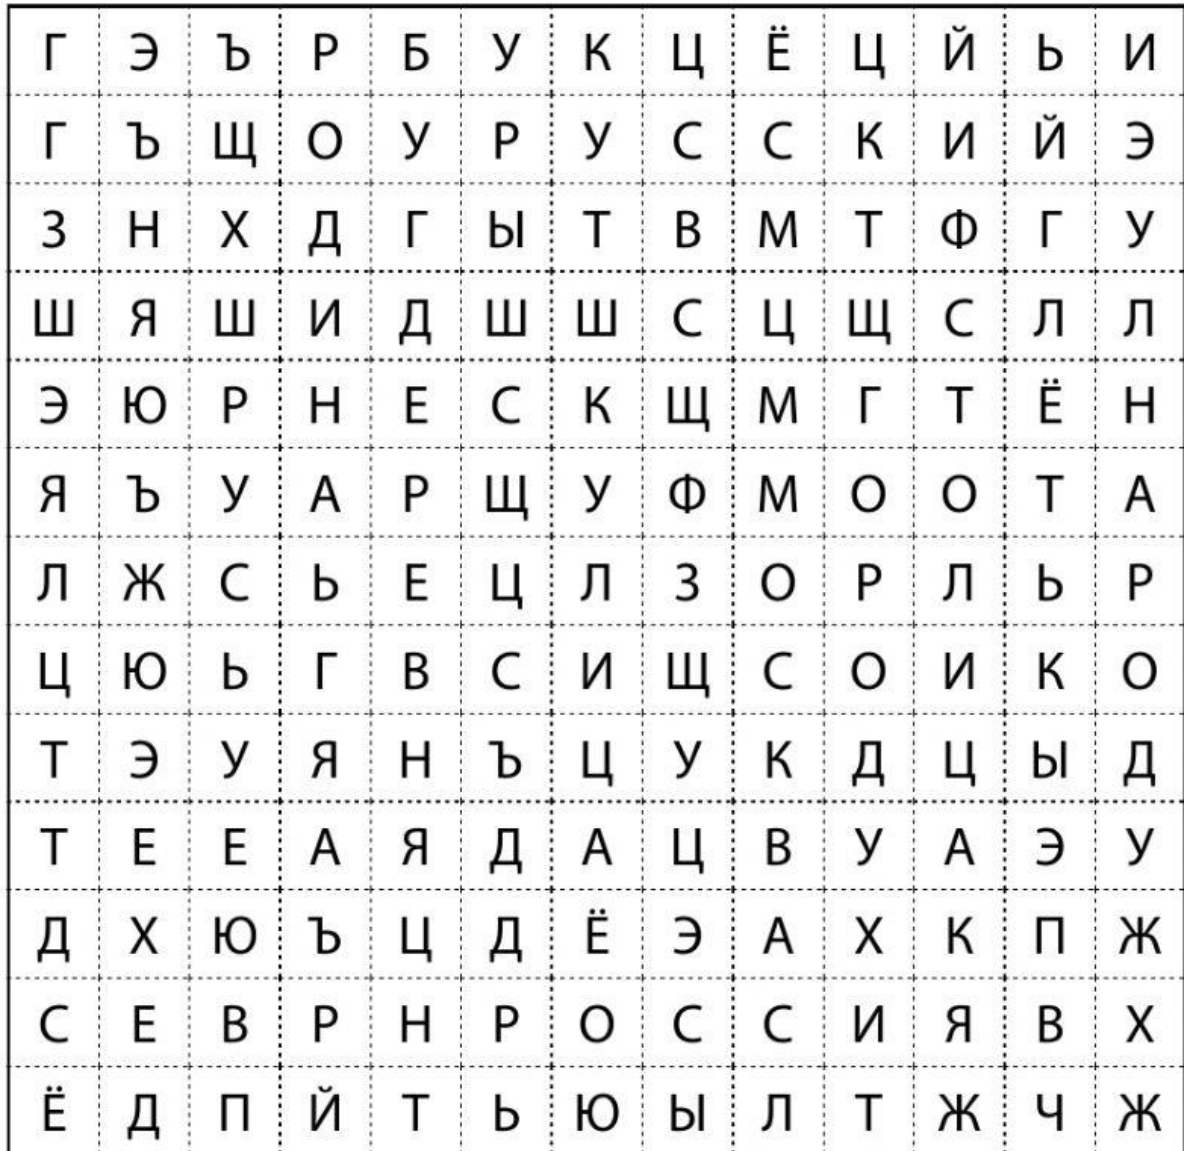 Г Э Ъ Р Б У К Ц Ё Ц Й Ь И
Г Ъ Щ О У Р У С С К И Й Э
З Н Х Д Г Ы Т В М Т Ф Г У
Ш Я Ш И Д Ш Ш С Ц Щ С Л Л
Э Ю Р Н Е С К Щ М Г Т Ё Н
Я Ъ У А Р Щ У Ф М О О Т А
Л Ж С Ь Е Ц Л З О Р Л Ь Р
Ц Ю Ь Г В С И Щ С О И К О
Т Э У Я Н Ъ Ц У К Д Ц Ы Д
Т Е Е А Я Д А Ц В У А Э У
Д Х Ю Ъ Ц Д Ё Э А Х К П Ж
С Е В Р Н Р О С С И Я В Х
Ё Д П Й Т Ь Ю Ы Л Т Ж Ч Ж